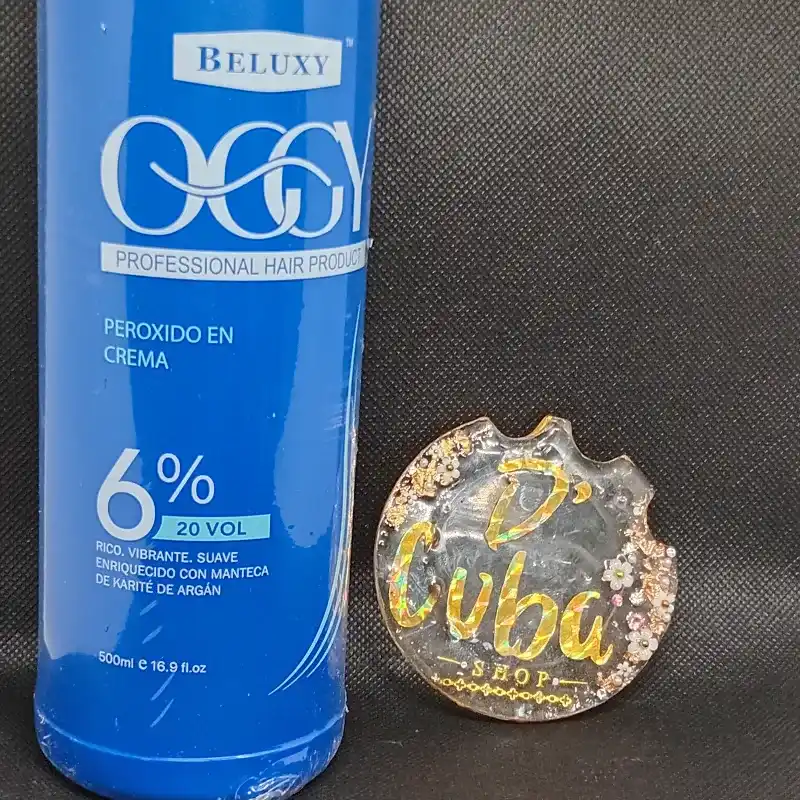 BELUXY™
OGGY
PROFESSIONAL HAIR PRODUCT
PEROXIDO EN
CREMA
6%
20 VOL
RICO. VIBRANTE. SUAVE
ENRIQUECIDO CON MANTECA
DE KARITÉ DE ARGÁN
500ml e 16.9 fl.oz
D'
Cuba
SHOP